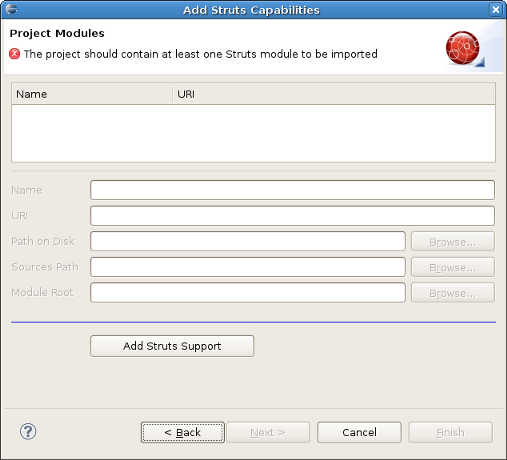 Add Struts Capabilities
Project Modules
The project should contain at least one Struts module to be imported
Name URI
Name
URI
Path on Disk Browse...
Sources Path Browse...
Module Root Browse...
Add Struts Support
? < Back Next > Cancel Finish